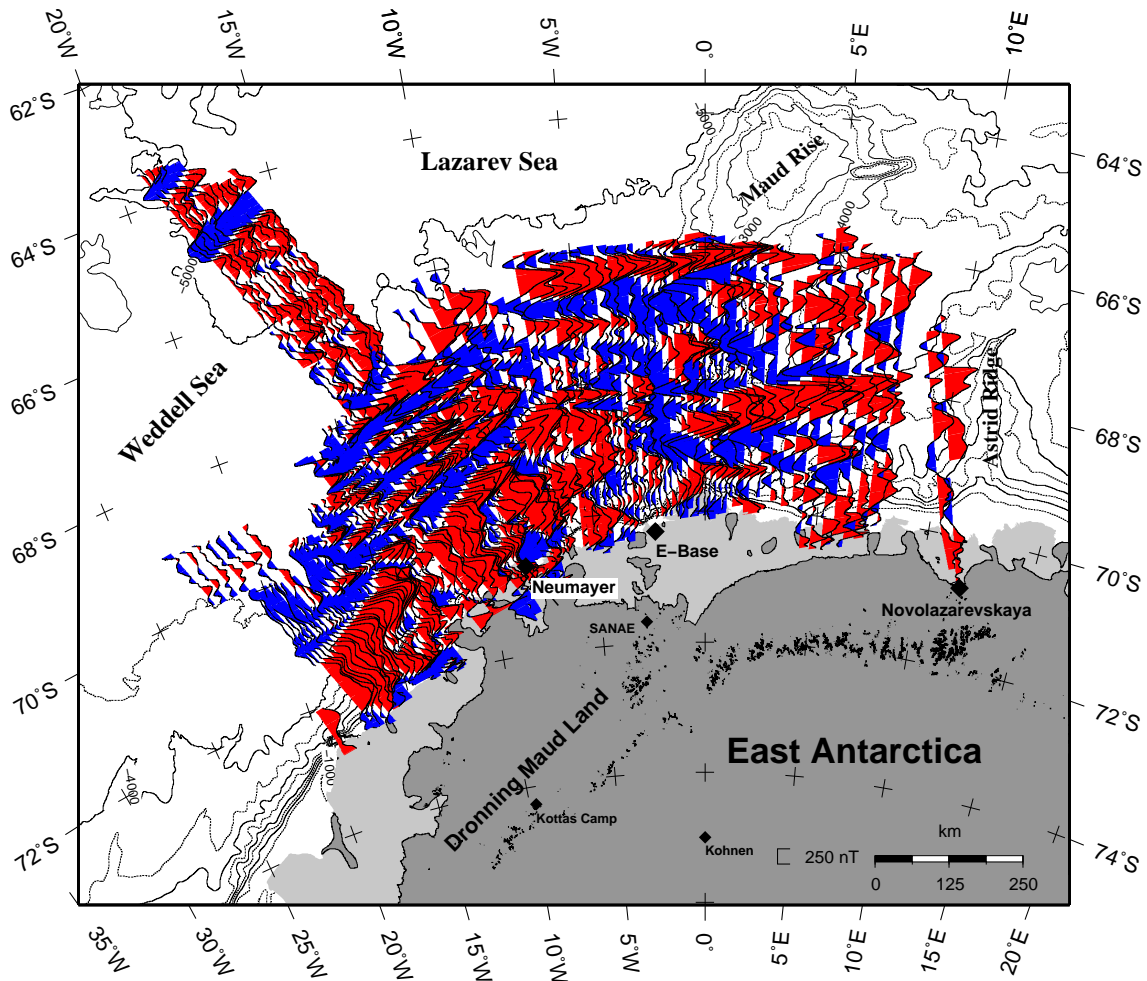 20˚W
15˚W
10˚W
5˚W
0˚
5˚E
10˚E
62˚S
64˚S
66˚S
68˚S
70˚S
72˚S
64˚S
66˚S
68˚S
70˚S
72˚S
74˚S
Lazarev Sea
Maud Rise
Weddell Sea
Astrid Ridge
−5000
−5000
−4000
−3000
−4000
−1000
E−Base
Neumayer
Novolazarevskaya
SANAE
Dronning Maud Land
East Antarctica
Kottas Camp
Kohnen
250 nT
km
0
125
250
35˚W
30˚W
25˚W
20˚W
15˚W
10˚W
5˚W
0˚
5˚E
10˚E
15˚E
20˚E